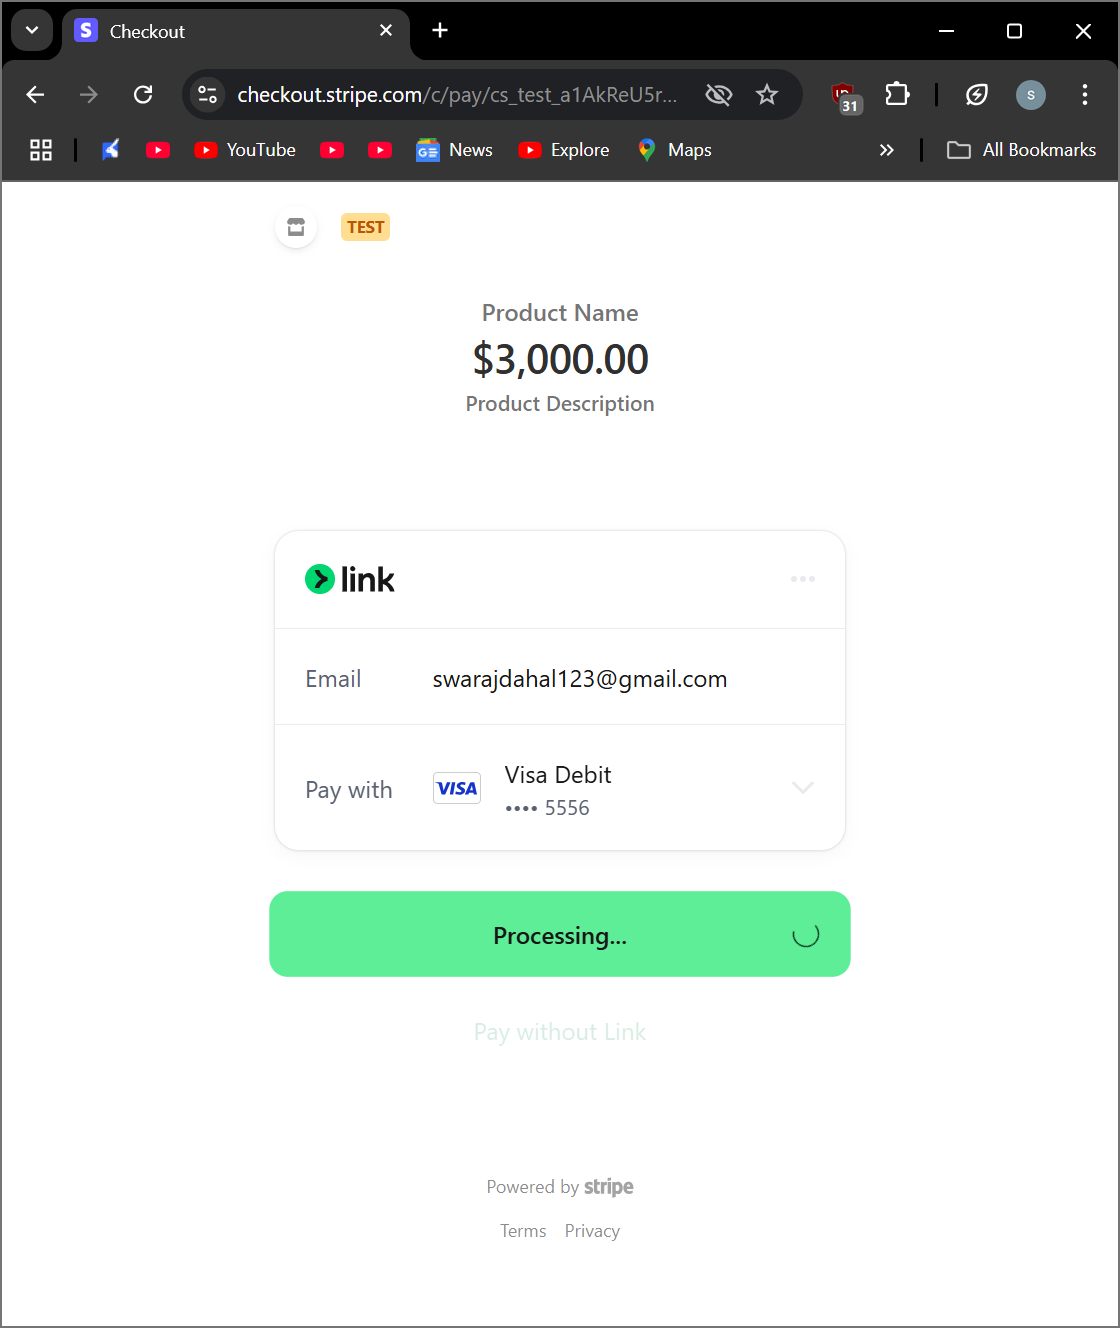 Checkout
checkout.stripe.com/c/pay/cs_test_a1AkReU5r...
31
S
YouTube
News
Explore
Maps
All Bookmarks
TEST
Product Name
$3,000.00
Product Description
link
Email swarajdahal123@gmail.com
Pay with VISA Visa Debit
•••• 5556
Processing...
Pay without Link
Powered by stripe
Terms Privacy